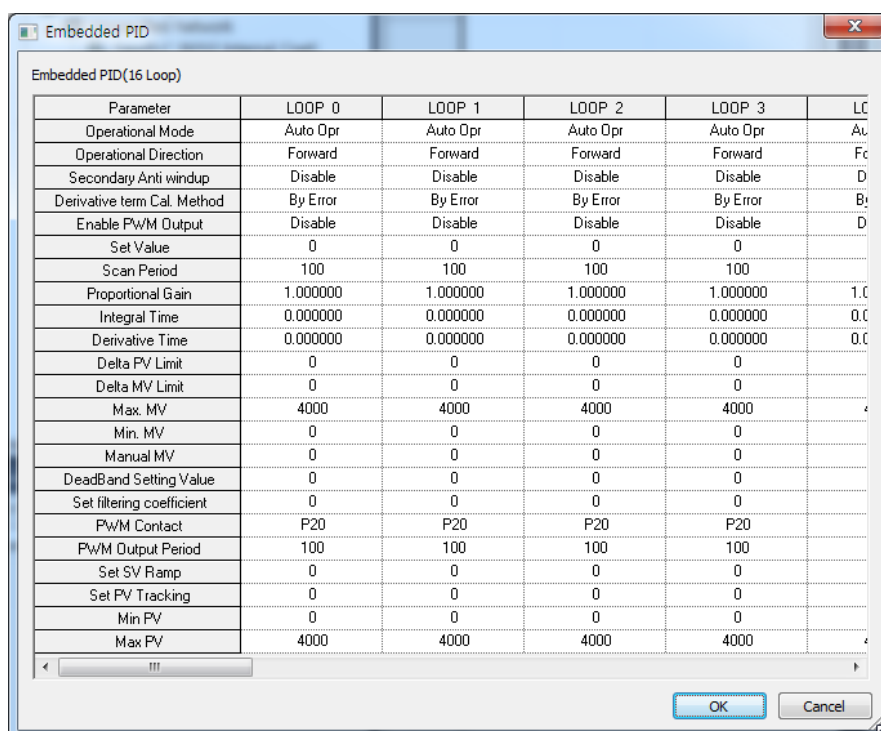 Embedded PID
Embedded PID(16 Loop)
Parameter LOOP 0 LOOP 1 LOOP 2 LOOP 3
Operational Mode Auto Opr Auto Opr Auto Opr Auto Opr
Operational Direction Forward Forward Forward Forward
Secondary Anti windup Disable Disable Disable Disable
Derivative term Cal. Method By Error By Error By Error By Error
Enable PWM Output Disable Disable Disable Disable
Set Value 0 0 0 0
Scan Period 100 100 100 100
Proportional Gain 1.000000 1.000000 1.000000 1.000000
Integral Time 0.000000 0.000000 0.000000 0.000000
Derivative Time 0.000000 0.000000 0.000000 0.000000
Delta PV Limit 0 0 0 0
Delta MV Limit 0 0 0 0
Max. MV 4000 4000 4000 4000
Min. MV 0 0 0 0
Manual MV 0 0 0 0
DeadBand Setting Value 0 0 0 0
Set filtering coefficient 0 0 0 0
PWM Contact P20 P20 P20 P20
PWM Output Period 100 100 100 100
Set SV Ramp 0 0 0 0
Set PV Tracking 0 0 0 0
Min PV 0 0 0 0
Max PV 4000 4000 4000 4000
OK Cancel